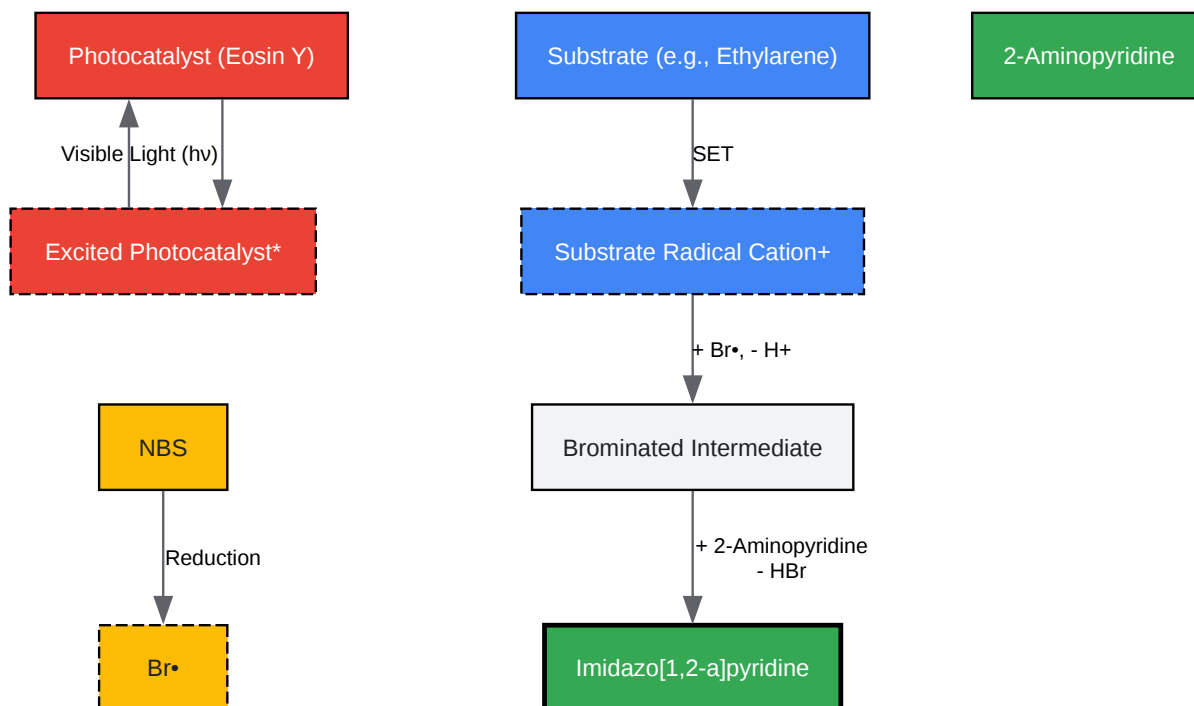 Photocatalyst (Eosin Y)
Substrate (e.g., Ethylarene)
2-Aminopyridine
Visible Light (hν)
SET
Excited Photocatalyst*
Substrate Radical Cation+
+ Br•, - H+
NBS
Brominated Intermediate
Reduction
+ 2-Aminopyridine
- HBr
Br•
Imidazo[1,2-a]pyridine